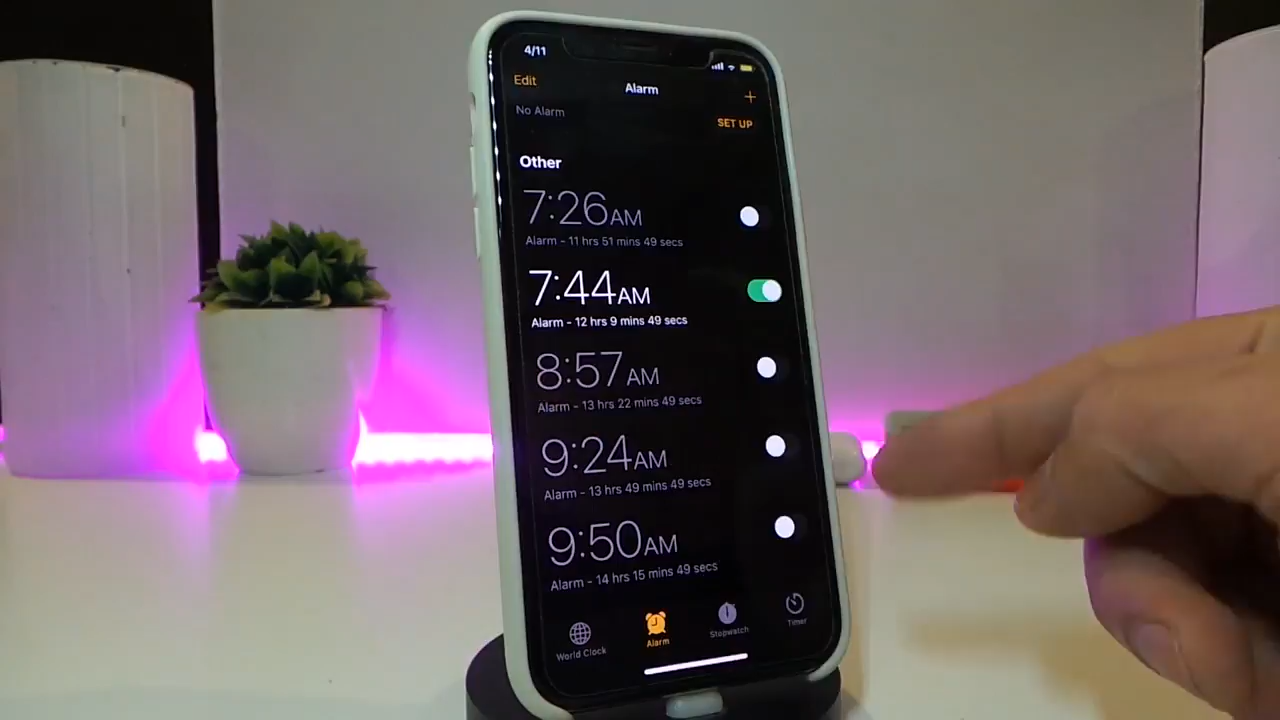 4/11
Edit
Alarm
No Alarm
SET UP
Other
7:26AM
Alarm - 11 hrs 51 mins 49 secs
7:44AM
Alarm - 12 hrs 9 mins 49 secs
8:57AM
Alarm - 13 hrs 22 mins 49 secs
9:24AM
Alarm - 13 hrs 49 mins 49 secs
9:50AM
Alarm - 14 hrs 15 mins 49 secs
World Clock
Alarm
Stopwatch
Timer